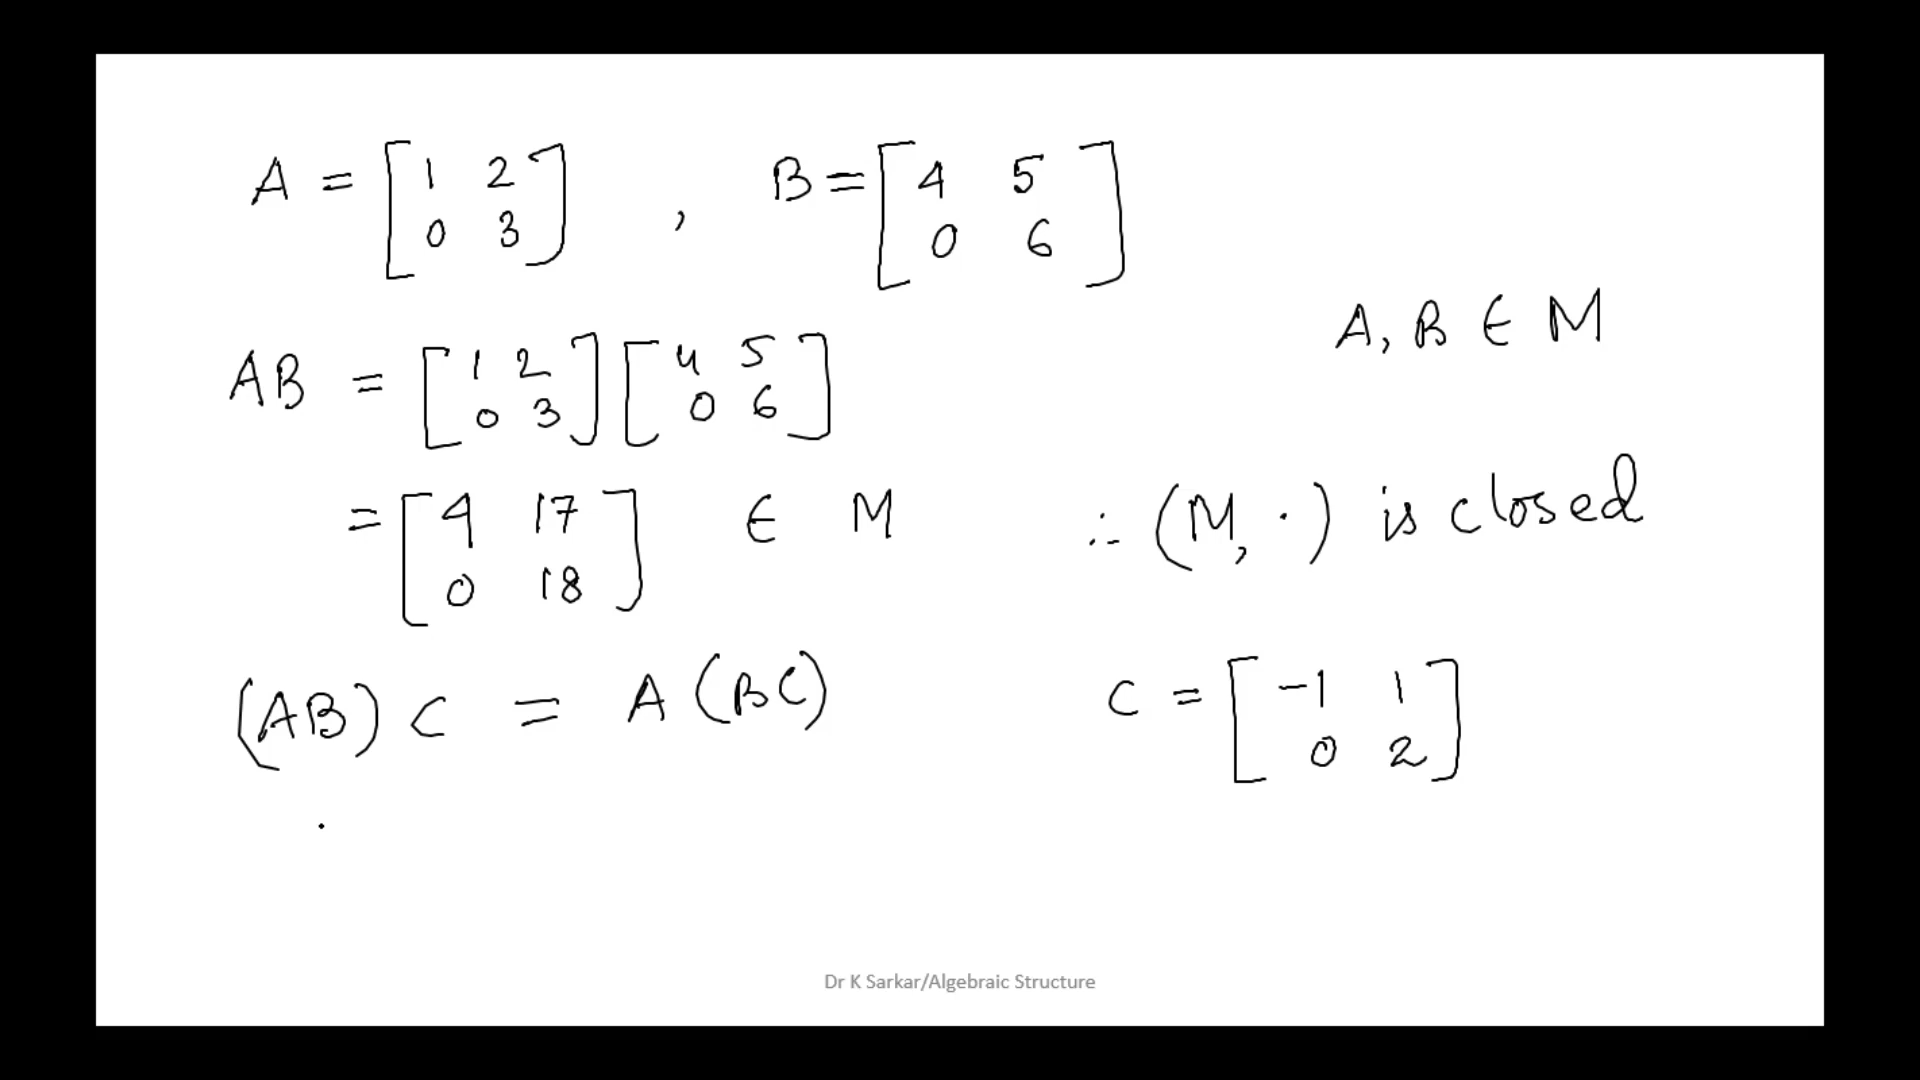 A = [1 2 0 3] , B = [4 5 0 6]
A, B ∈ M
AB = [1 2 0 3] [4 5 0 6]
= [4 17 0 18] ∈ M ∴ (M, ·) is closed
(AB) C = A (BC) C = [-1 1 0 2]
Dr K Sarkar/Algebraic Structure